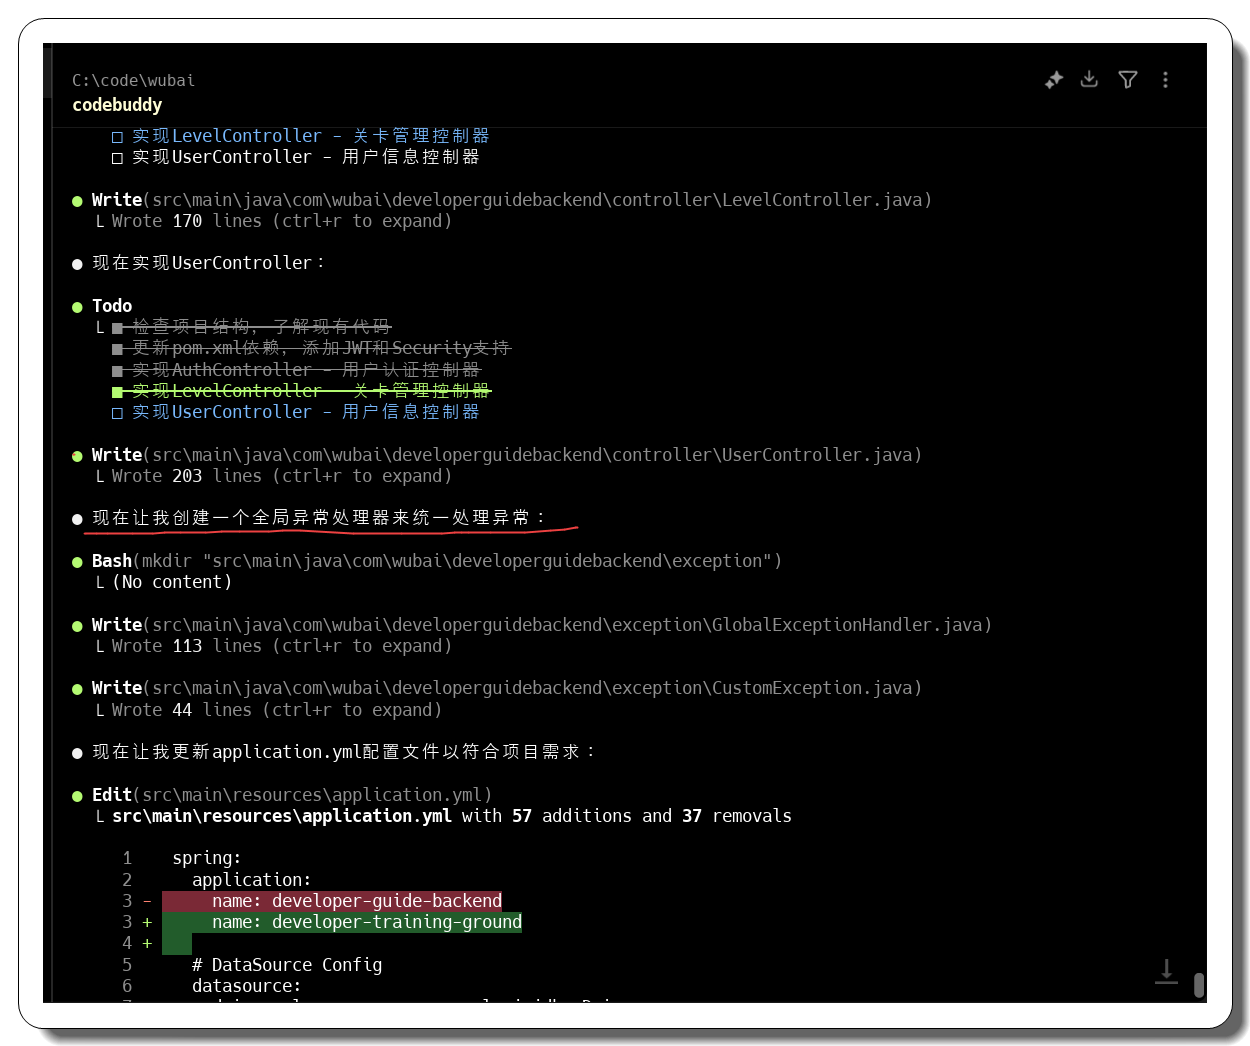 C:\code\wubai
codebuddy
□ 实现LevelController - 关卡管理控制器
□ 实现UserController - 用户信息控制器
● Write(src\main\java\com\wubai\developerguidebackend\controller\LevelController.java)
└ Wrote 170 lines (ctrl+r to expand)
● 现在实现UserController：
● Todo
└ ■ 检查项目结构，了解现有代码
■ 更新pom.xml依赖，添加JWT和Security支持
■ 实现AuthController - 用户认证控制器
■ 实现LevelController - 关卡管理控制器
□ 实现UserController - 用户信息控制器
● Write(src\main\java\com\wubai\developerguidebackend\controller\UserController.java)
└ Wrote 203 lines (ctrl+r to expand)
● 现在让我创建一个全局异常处理器来统一处理异常：
● Bash(mkdir "src\main\java\com\wubai\developerguidebackend\exception")
└ (No content)
● Write(src\main\java\com\wubai\developerguidebackend\exception\GlobalExceptionHandler.java)
└ Wrote 113 lines (ctrl+r to expand)
● Write(src\main\java\com\wubai\developerguidebackend\exception\CustomException.java)
└ Wrote 44 lines (ctrl+r to expand)
● 现在让我更新application.yml配置文件以符合项目需求：
● Edit(src\main\resources\application.yml)
└ src\main\resources\application.yml with 57 additions and 37 removals
1 spring:
2 application:
3 - name: developer-guide-backend
3 + name: developer-training-ground
4 +
5 # DataSource Config
6 datasource: